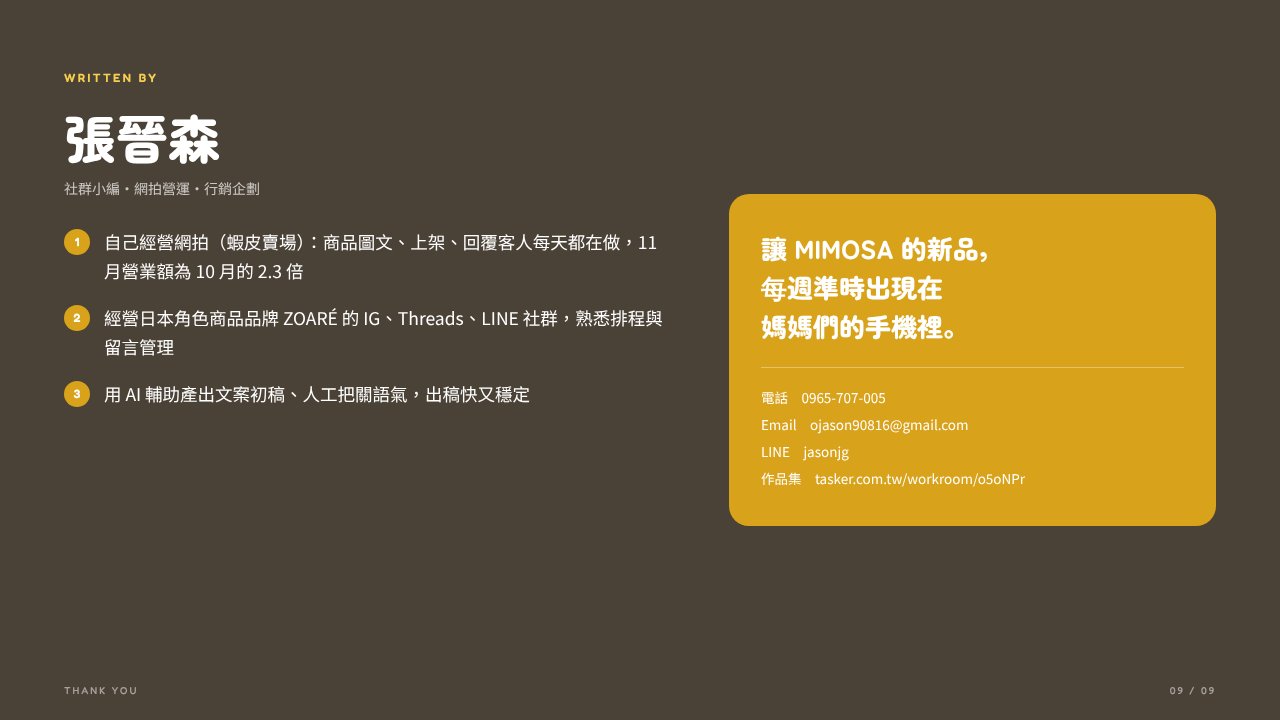 WRITTEN BY
張晉森
社群小編・網拍營運・行銷企劃
1 自己經營網拍（蝦皮賣場）：商品圖文、上架、回覆客人每天都在做，11
月營業額為 10 月的 2.3 倍
2 經營日本角色商品品牌 ZOARÉ 的 IG、Threads、LINE 社群，熟悉排程與
留言管理
3 用 AI 輔助產出文案初稿、人工把關語氣，出稿快又穩定
讓 MIMOSA 的新品，
每週準時出現在
媽媽們的手機裡。
電話 0965-707-005
Email ojason90816@gmail.com
LINE jasonjg
作品集 tasker.com.tw/workroom/o5oNPr
THANK YOU
09 / 09